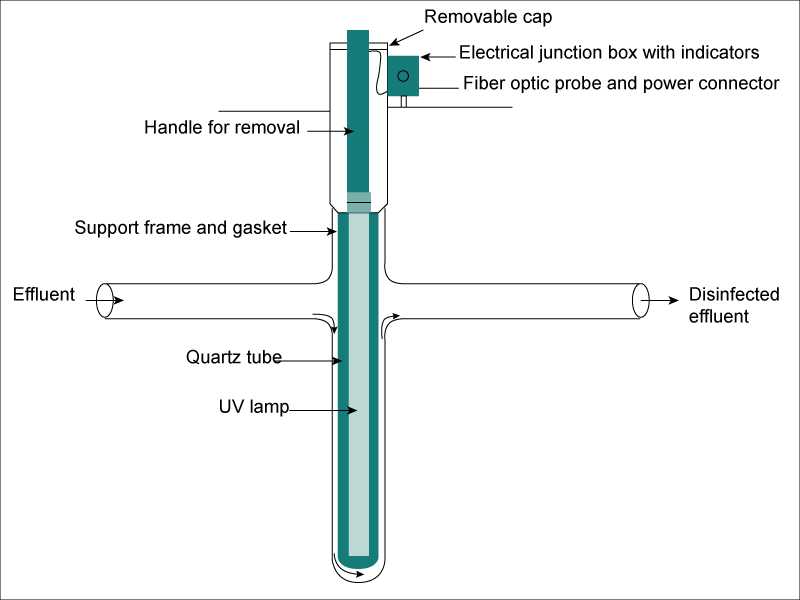 Removable cap
Electrical junction box with indicators
Fiber optic probe and power connector
Handle for removal
Support frame and gasket
Effluent
Disinfected
effluent
Quartz tube
UV lamp